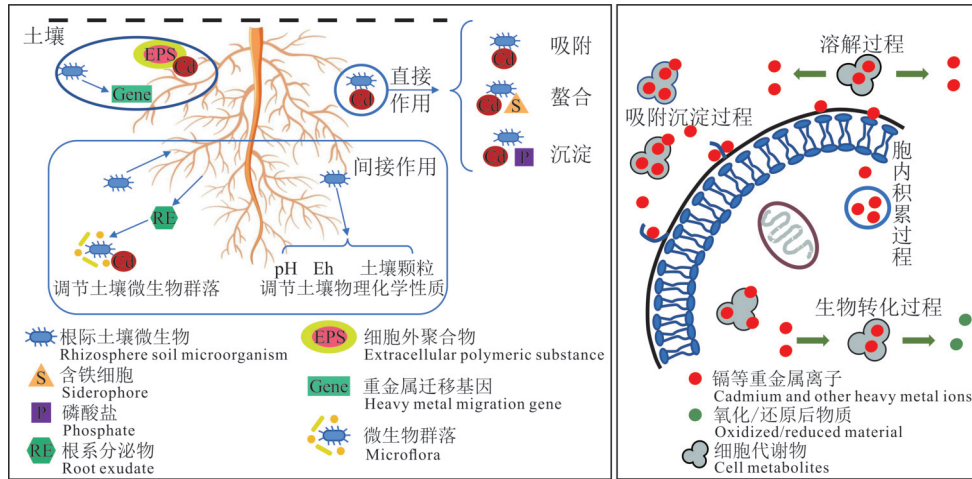 土壤
EPS
Cd
Gene
Cd
直接
作用
Cd
吸附
Cd
S
螯合
Cd
P
沉淀
间接作用
RE
Cd
pH
Eh
土壤颗粒
调节土壤微生物群落
调节土壤物理化学性质
根际土壤微生物
Rhizosphere soil microorganism
S
含铁细胞
Siderophore
P
磷酸盐
Phosphate
RE
根系分泌物
Root exudate
EPS
细胞外聚合物
Extracellular polymeric substance
Gene
重金属迁移基因
Heavy metal migration gene
微生物群落
Microflora
溶解过程
吸附沉淀过程
胞内积累过程
生物转化过程
镉等重金属离子
Cadmium and other heavy metal ions
氧化/还原后物质
Oxidized/reduced material
细胞代谢物
Cell metabolites